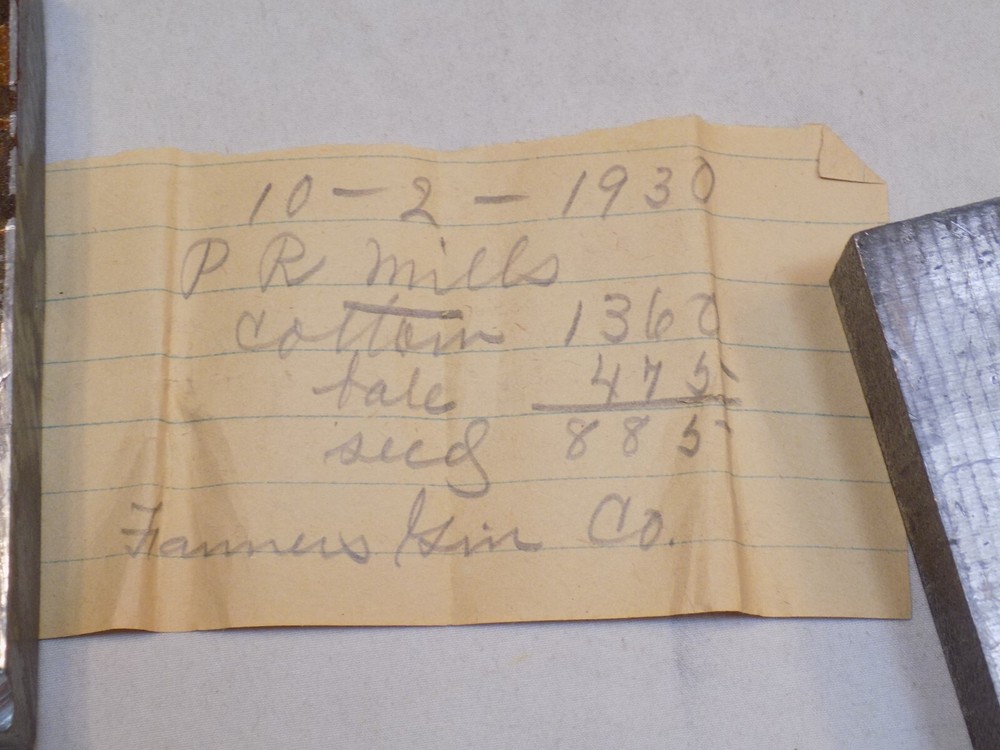 10 - 2 - 1930
P R Mills
cotton 1360
bale 475
seed 885
Farmers Gin Co.